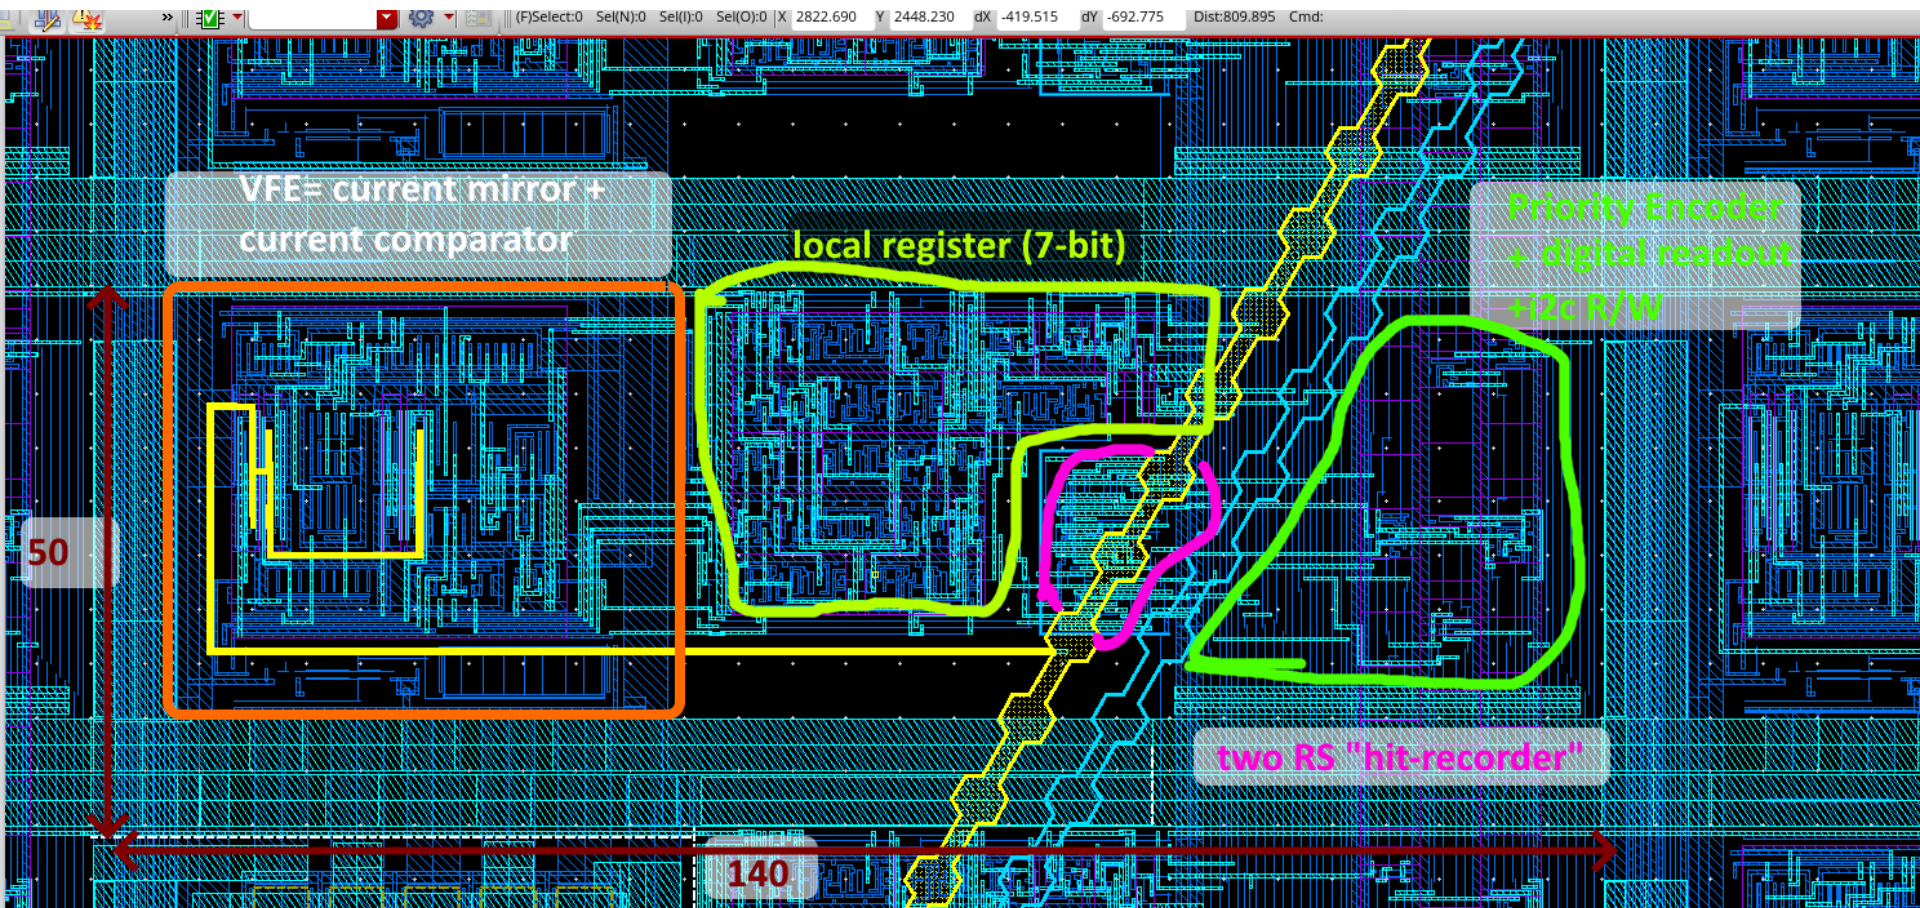 » (F)Select:0 Sel(N):0 Sel(I):0 Sel(O):0 X 2822.690 Y 2448.230 dX -419.515 dY -692.775 Dist:809.895 Cmd:
VFE= current mirror +
current comparator
local register (7-bit)
Priority Encoder
+ digital readout
+i2c R/W
50
two RS "hit-recorder"
140